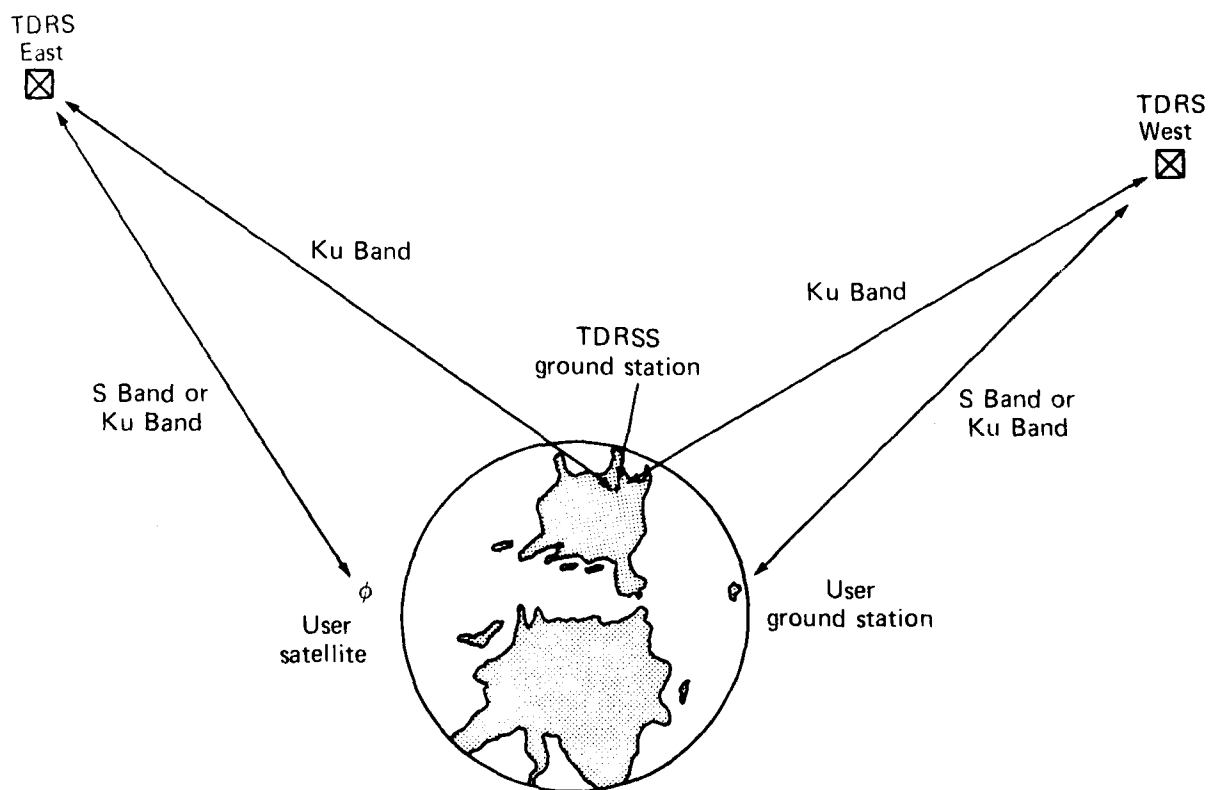 TDRS
East
TDRS
West
Ku Band
Ku Band
TDRSS
ground station
S Band or
Ku Band
S Band or
Ku Band
ϕ
User
satellite
User
ground station